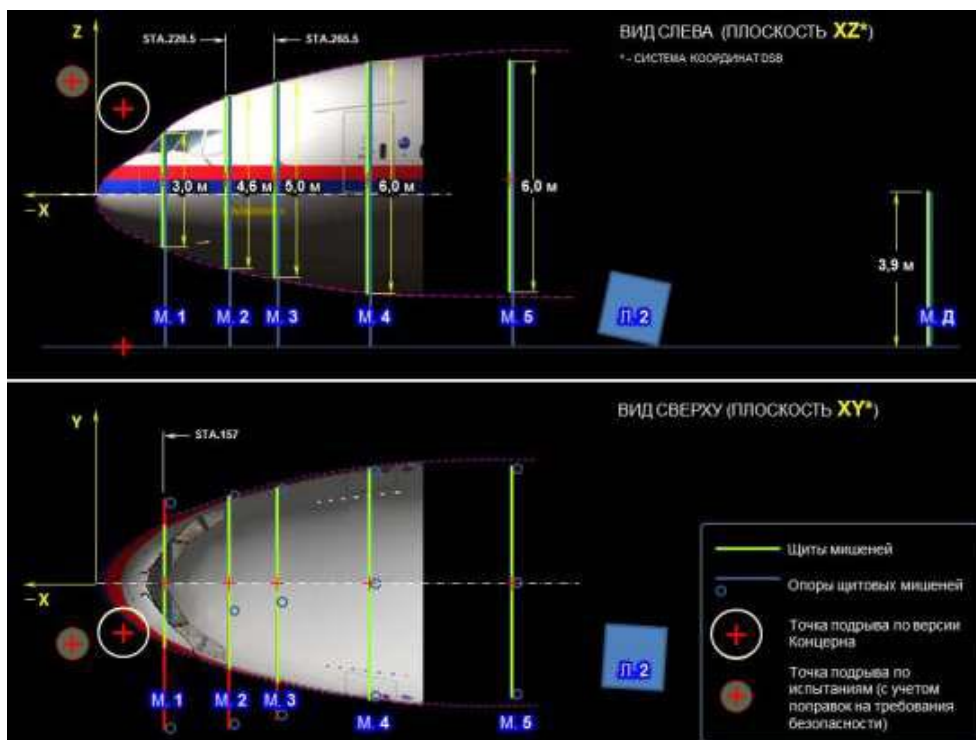 Z
STA.220.5
STA.265.5
ВИД СЛЕВА (ПЛОСКОСТЬ XZ*)
* - СИСТЕМА КООРДИНАТ DSB
3,0 м
4,6 м
5,0 м
6,0 м
6,0 м
–X
3,9 м
М. 1
М. 2
М. 3
М. 4
М. 5
Л. 2
М. Д
ВИД СВЕРХУ (ПЛОСКОСТЬ XY*)
Y
STA.157
Щиты мишеней
–X
Опоры щитовых мишеней
Точка подрыва по версии
Концерна
Л. 2
Точка подрыва по
испытаниям (с учетом
поправок на требования
безопасности)
М. 1
М. 2
М. 3
М. 4
М. 5